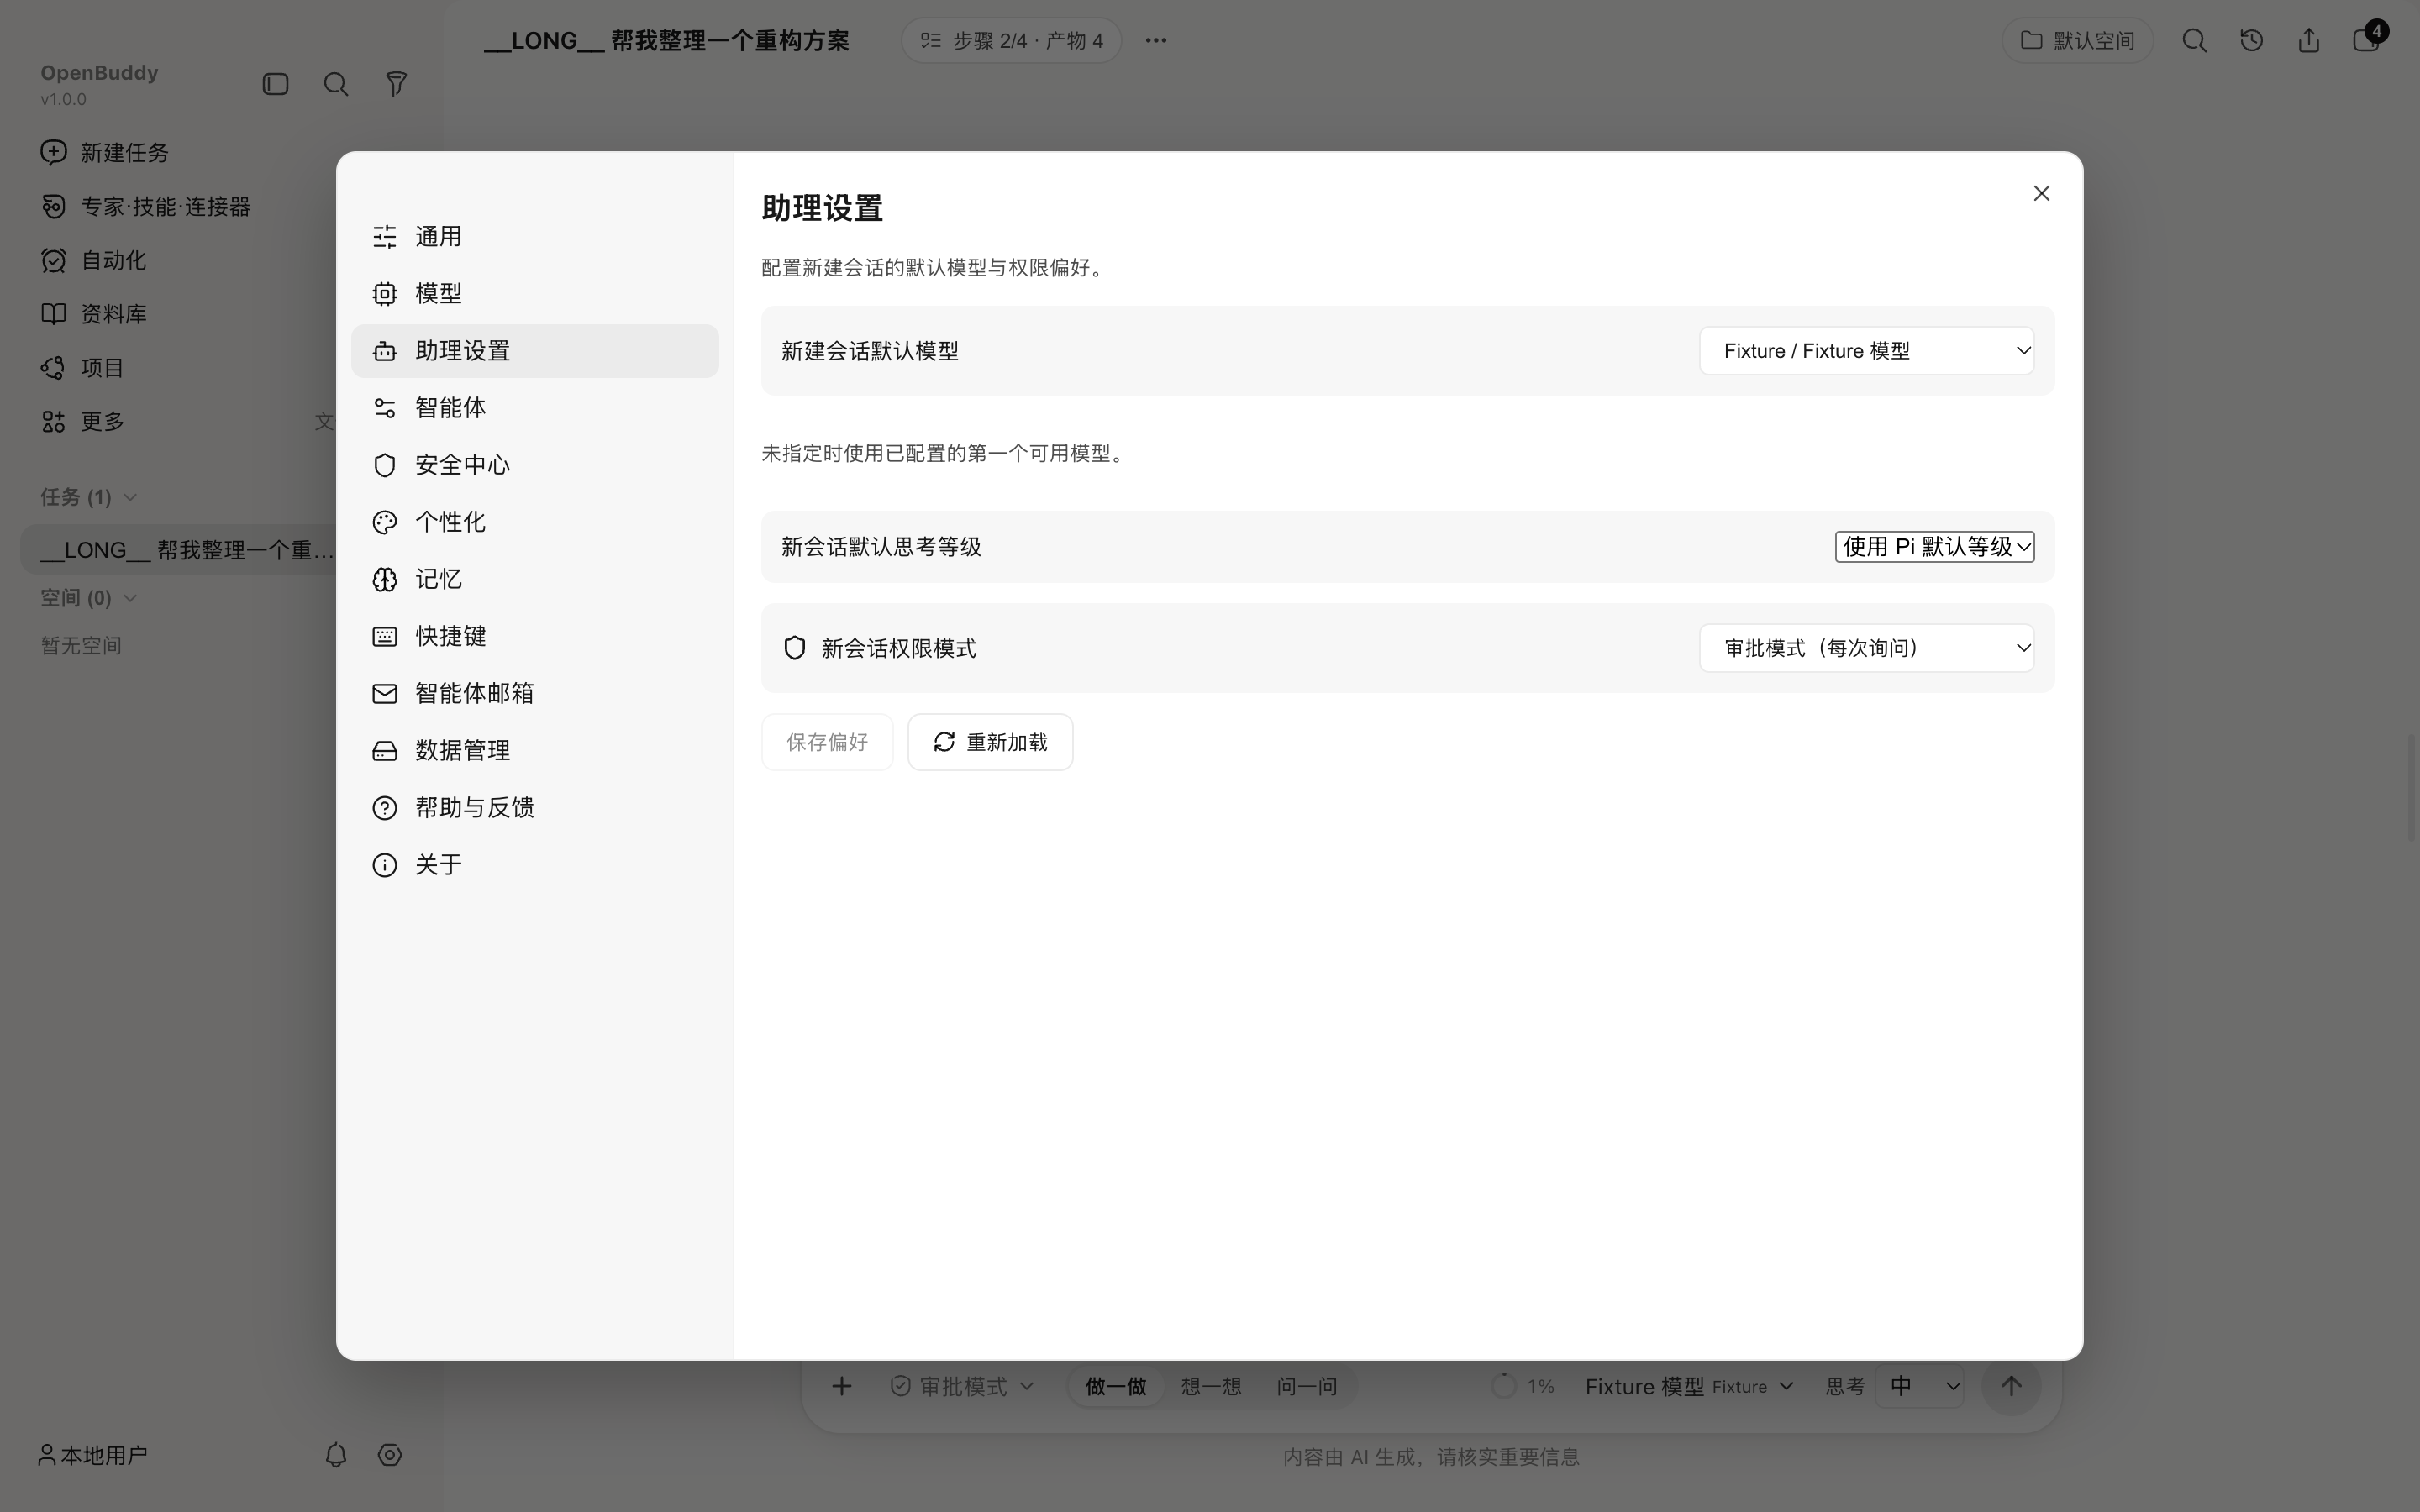 __LONG__ 帮我整理一个重构方案
步骤 2/4 · 产物 4
默认空间
4
OpenBuddy
v1.0.0
新建任务
专家·技能·连接器
自动化
资料库
项目
更多
文
任务 (1)
__LONG__ 帮我整理一个重…
空间 (0)
暂无空间
本地用户
通用
模型
助理设置
智能体
安全中心
个性化
记忆
快捷键
智能体邮箱
数据管理
帮助与反馈
关于
助理设置
配置新建会话的默认模型与权限偏好。
新建会话默认模型
Fixture / Fixture 模型
未指定时使用已配置的第一个可用模型。
新会话默认思考等级
使用 Pi 默认等级
新会话权限模式
审批模式（每次询问）
保存偏好
重新加载
审批模式
做一做
想一想
问一问
1%
Fixture 模型 Fixture
思考
中
内容由 AI 生成，请核实重要信息